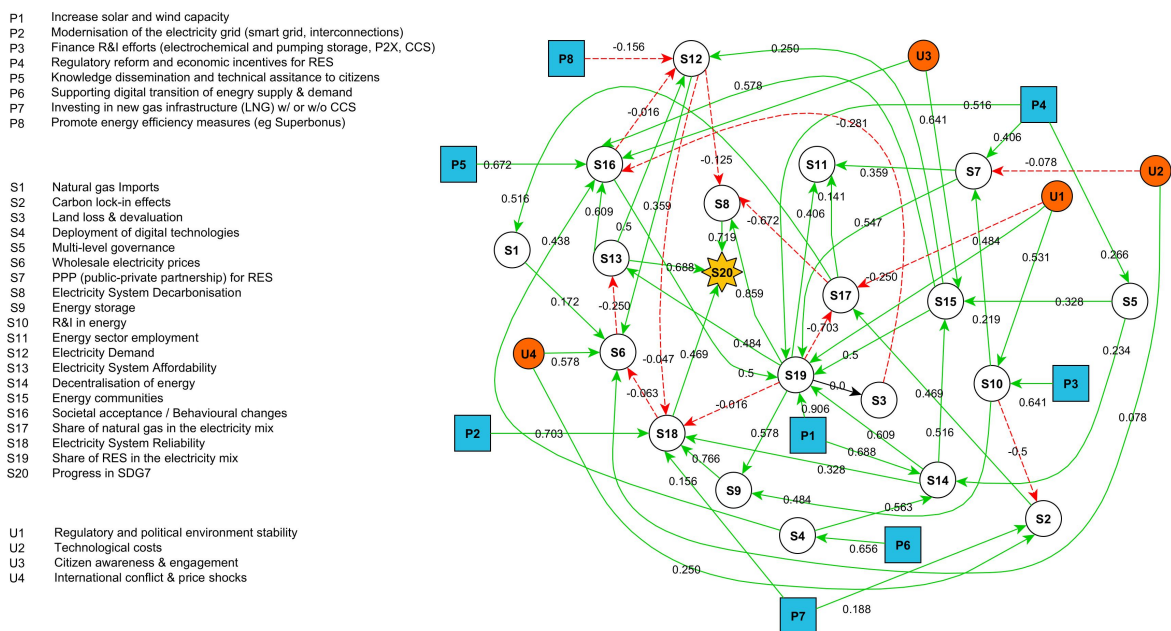 P1 Increase solar and wind capacity
P2 Modernisation of the electricity grid (smart grid, interconnections)
P3 Finance R&I efforts (electrochemical and pumping storage, P2X, CCS)
P4 Regulatory reform and economic incentives for RES
P5 Knowledge dissemination and technical assitance to citizens
P6 Supporting digital transition of enegry supply & demand
P7 Investing in new gas infrastructure (LNG) w/ or w/o CCS
P8 Promote energy efficiency measures (eg Superbonus)
S1 Natural gas Imports
S2 Carbon lock-in effects
S3 Land loss & devaluation
S4 Deployment of digital technologies
S5 Multi-level governance
S6 Wholesale electricity prices
S7 PPP (public-private partnership) for RES
S8 Electricity System Decarbonisation
S9 Energy storage
S10 R&I in energy
S11 Energy sector employment
S12 Electricity Demand
S13 Electricity System Affordability
S14 Decentralisation of energy
S15 Energy communities
S16 Societal acceptance / Behavioural changes
S17 Share of natural gas in the electricity mix
S18 Electricity System Reliability
S19 Share of RES in the electricity mix
S20 Progress in SDG7
U1 Regulatory and political environment stability
U2 Technological costs
U3 Citizen awareness & engagement
U4 International conflict & price shocks
P8
-0.156
S12
0.250
U3
0.578
-0.016
-0.281
0.641
0.516
P4
0.406
P5
0.672
S16
-0.125
S11
0.359
S7
-0.078
U2
0.516
0.609
0.359
S8
0.141
0.406
-0.672
0.547
U1
0.438
0.5
0.719
0.484
0.531
S1
S13
0.688
S20
0.266
0.172
-0.250
0.859
S17
-0.250
S15
0.328
S5
0.219
-0.703
U4
0.578
S6
-0.047
0.469
0.484
0.5
0.5
0.234
S19
0.0
S3
0.469
S10
0.641
P3
-0.063
-0.016
0.906
0.078
P2
0.703
S18
0.578
P1
0.609
0.516
0.766
0.688
-0.5
0.328
0.156
S9
0.484
0.563
S14
S4
0.656
P6
S2
0.250
0.188
P7